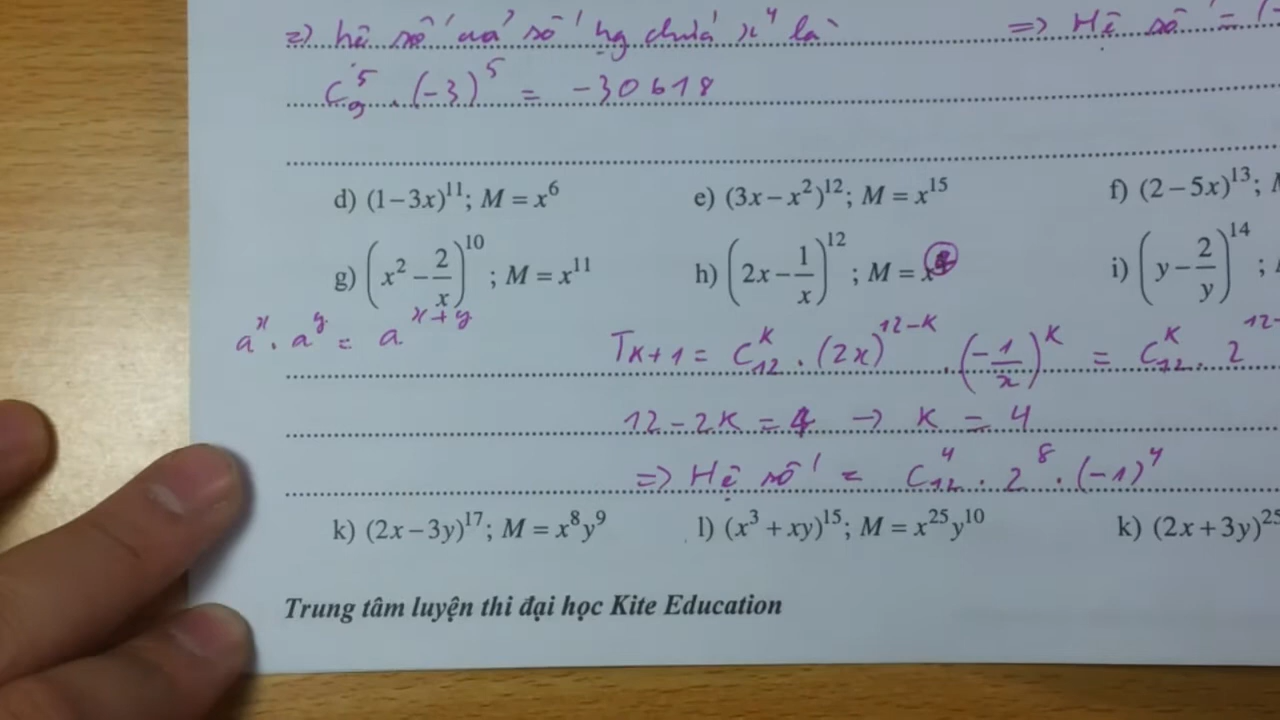 => hệ số của số hạng chứa x⁴ là => Hệ số = (-
C₉⁵ . (-3)⁵ = -30618
d) (1−3x)¹¹; M = x⁶ e) (3x−x²)¹²; M = x¹⁵ f) (2−5x)¹³;
g) (x² − 2/x)¹⁰; M = x¹¹ h) (2x − 1/x)¹²; M = x i) (y − 2/y)¹⁴;
aˣ . aʸ = aˣ⁺ʸ
Tk+1 = C₁₂ᴷ . (2x)¹²⁻ᴷ . (-1/x)ᴷ = C₁₂ᴷ . 2¹²⁻
12 - 2K = 4 → K = 4
=> Hệ số = C₁₂⁴ . 2⁸ . (-1)⁴
k) (2x−3y)¹⁷; M = x⁸y⁹ l) (x³ + xy)¹⁵; M = x²⁵y¹⁰ k) (2x+3y)²⁵
Trung tâm luyện thi đại học Kite Education